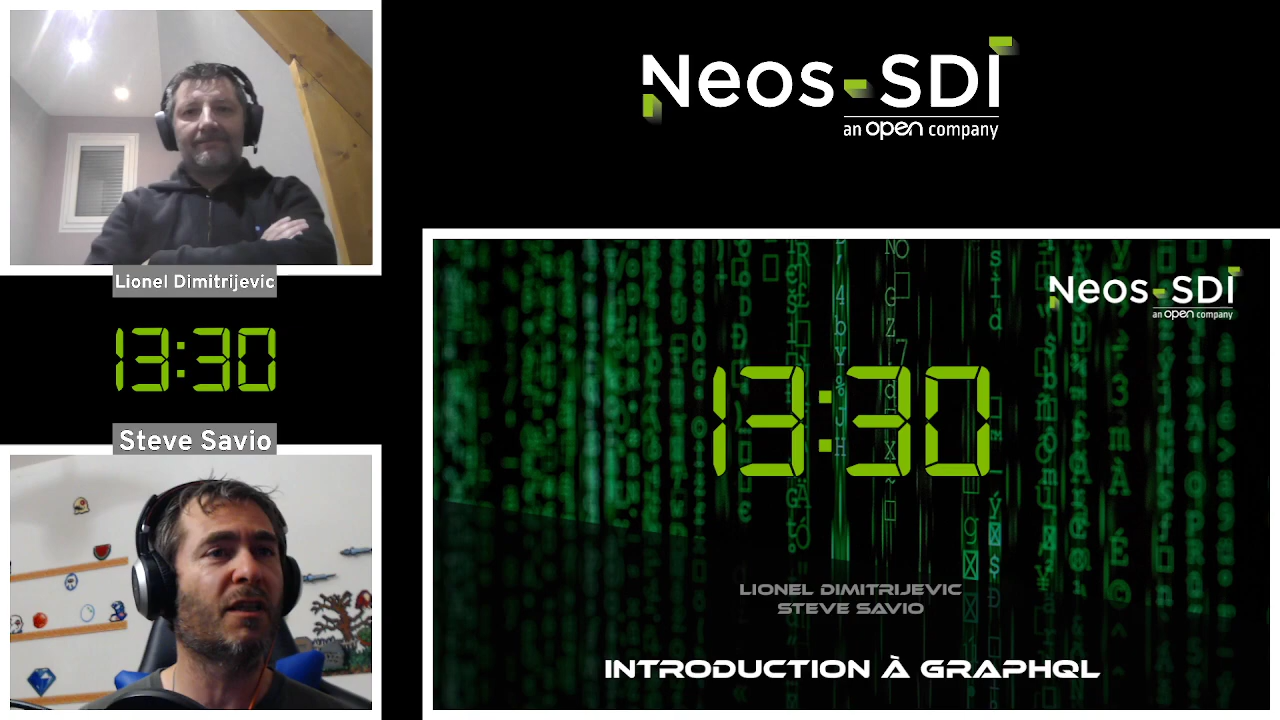 Neos-SDI
an open company
Lionel Dimitrijevic
13:30
Steve Savio
Neos-SDI
an open company
13:30
LIONEL DIMITRIJEVIC
STEVE SAVIO
INTRODUCTION À GRAPHQL